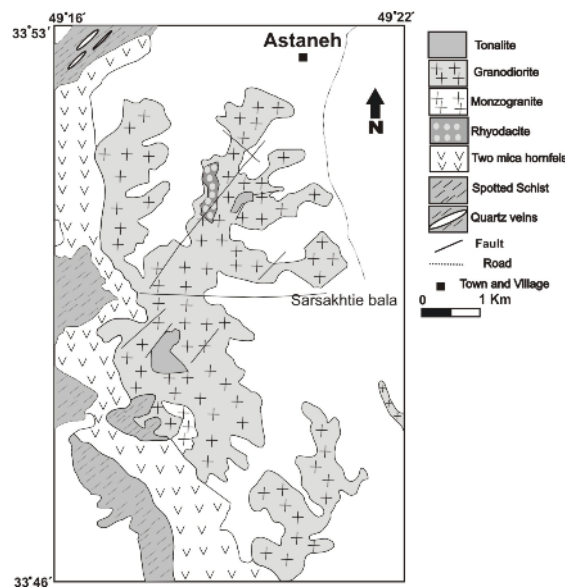 49°16´
49°22´
33°53´
Astaneh
N
Sarsakhtie bala
33°46´
Tonalite
Granodiorite
Monzogranite
Rhyodacite
Two mica hornfels
Spotted Schist
Quartz veins
Fault
Road
Town and Village
0 1 Km